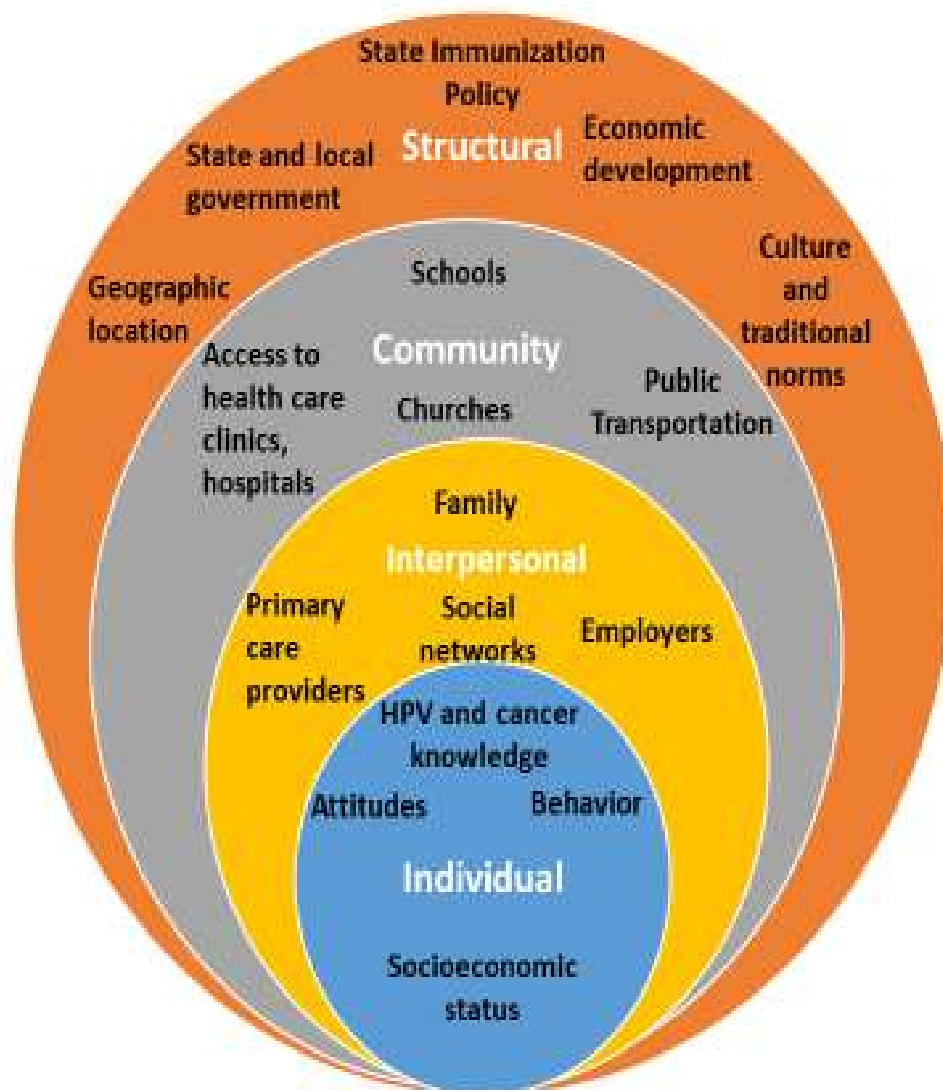 State Immunization
Policy
Structural
Economic
development
State and local
government
Culture
and
traditional
norms
Geographic
location
Schools
Community
Access to
health care
clinics,
hospitals
Public
Transportation
Churches
Family
Interpersonal
Primary
care
providers
Social
networks
Employers
HPV and cancer
knowledge
Attitudes
Behavior
Individual
Socioeconomic
status